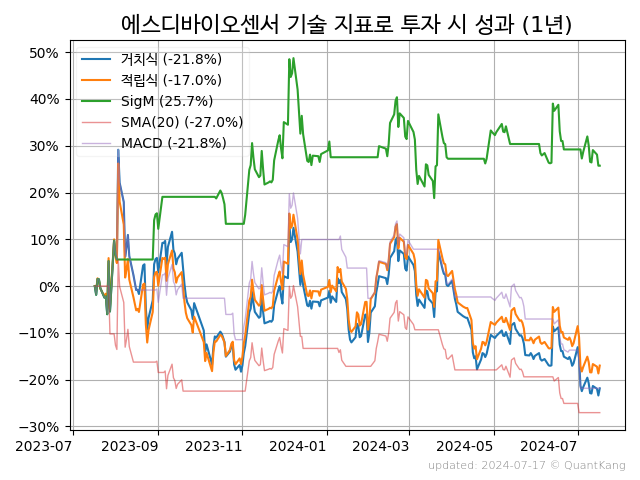 에스디바이오센서 기술 지표로 투자 시 성과 (1년)
50%
40%
30%
20%
10%
0%
−10%
−20%
−30%
거치식 (-21.8%)
적립식 (-17.0%)
SigM (25.7%)
SMA(20) (-27.0%)
MACD (-21.8%)
2023-07
2023-09
2023-11
2024-01
2024-03
2024-05
2024-07
updated: 2024-07-17 © QuantKang